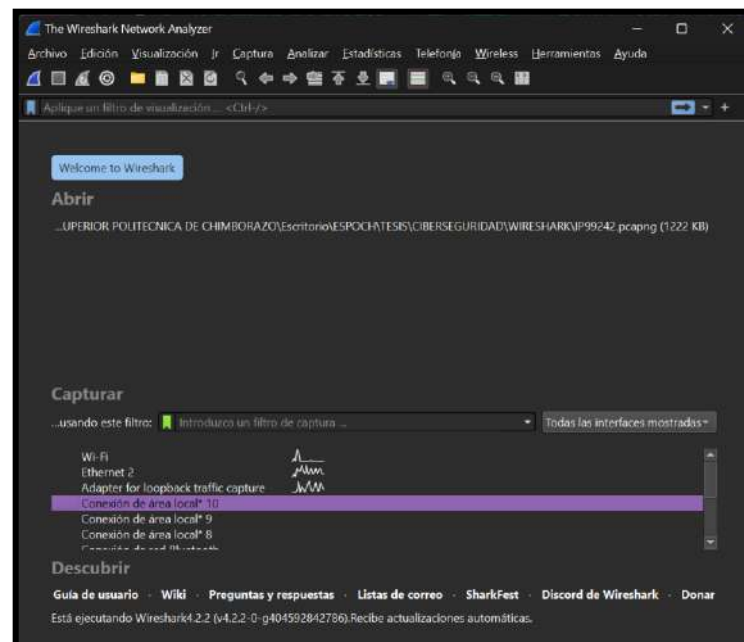 The Wireshark Network Analyzer
Archivo Edición Visualización Ir Captura Analizar Estadísticas Telefonía Wireless Herramientas Ayuda
Aplique un filtro de visualización ... <Ctrl-/>
Welcome to Wireshark
Abrir
...UPERIOR POLITECNICA DE CHIMBORAZO\Escritorio\ESPOCH\TESIS\CIBERSEGURIDAD\WIRESHARK\IP99242.pcapng (1222 KB)
Capturar
...usando este filtro: Introduzca un filtro de captura ... Todas las interfaces mostradas
Wi-Fi
Ethernet 2
Adapter for loopback traffic capture
Conexión de área local* 10
Conexión de área local* 9
Conexión de área local* 8
Conexión de red Bluetooth
Descubrir
Guía de usuario · Wiki · Preguntas y respuestas · Listas de correo · SharkFest · Discord de Wireshark · Donar
Está ejecutando Wireshark4.2.2 (v4.2.2-0-g404592842786).Recibe actualizaciones automáticas.